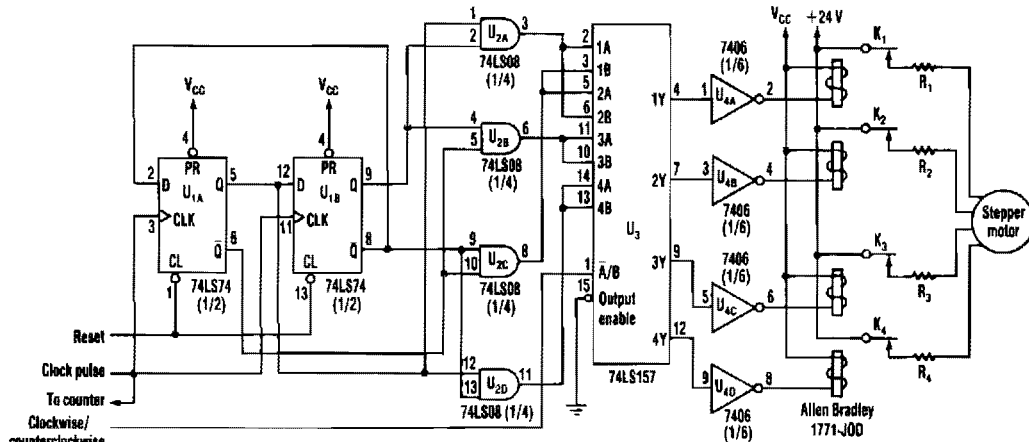 1
2
3
U2A
74LS08
(1/4)
4
5
6
U2B
74LS08
(1/4)
9
10
8
U2C
74LS08
(1/4)
12
13
11
U2D
74LS08 (1/4)
VCC
4
PR
2
D
Q
5
U1A
3
CLK
Q̅
6
CL
1
74LS74
(1/2)
VCC
4
PR
12
D
Q
9
U1B
11
CLK
Q̅
8
CL
13
74LS74
(1/2)
Reset
Clock pulse
To counter
Clockwise/
counterclockwise
2 1A
3 1B
5 2A
6 2B
11 3A
10 3B
14 4A
13 4B
U3
1 A̅/B
15 Output
enable
1Y 4
2Y 7
3Y 9
4Y 12
74LS157
7406
(1/6)
1 U4A 2
3 U4B 4
7406
(1/6)
7406
(1/6)
5 U4C 6
9 U4D 8
7406
(1/6)
VCC
+24 V
K1
R1
K2
R2
K3
R3
K4
R4
Stepper
motor
Allen Bradley
1771-JOD